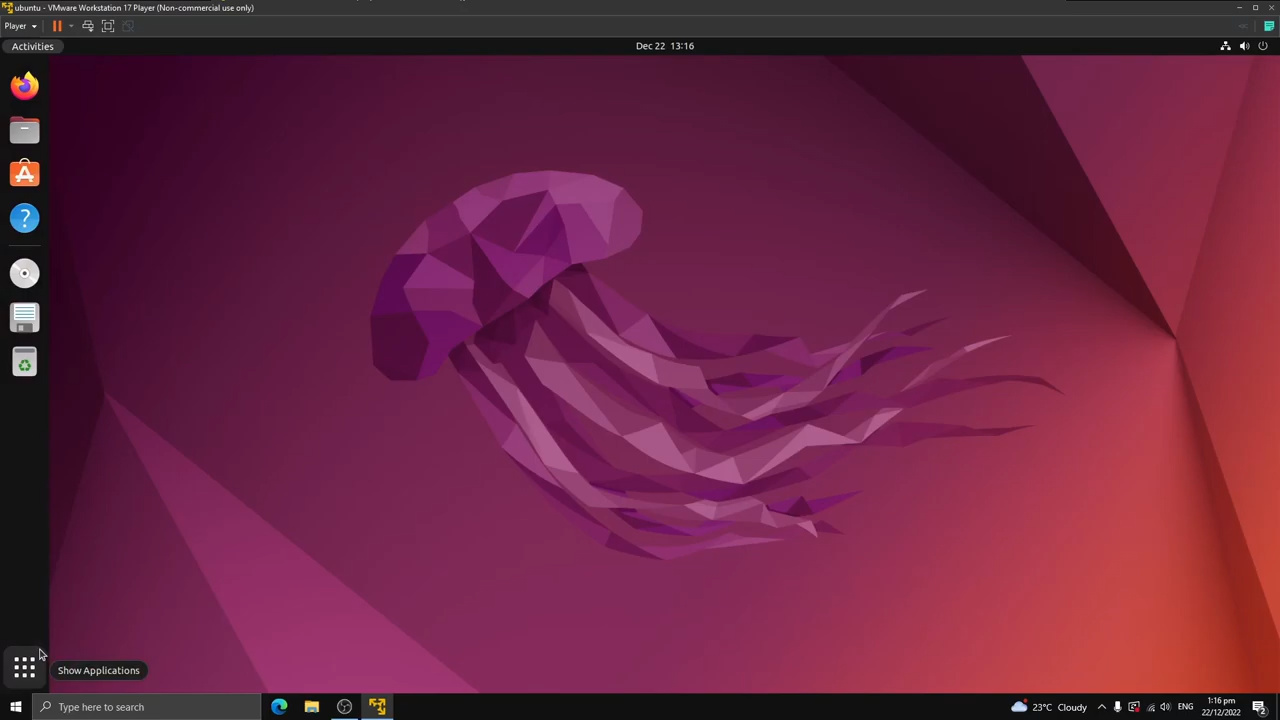 ubuntu - VMware Workstation 17 Player (Non-commercial use only)
Player
Activities
Dec 22 13:16
Show Applications
Type here to search
23°C Cloudy
ENG
1:16 pm
22/12/2022
2